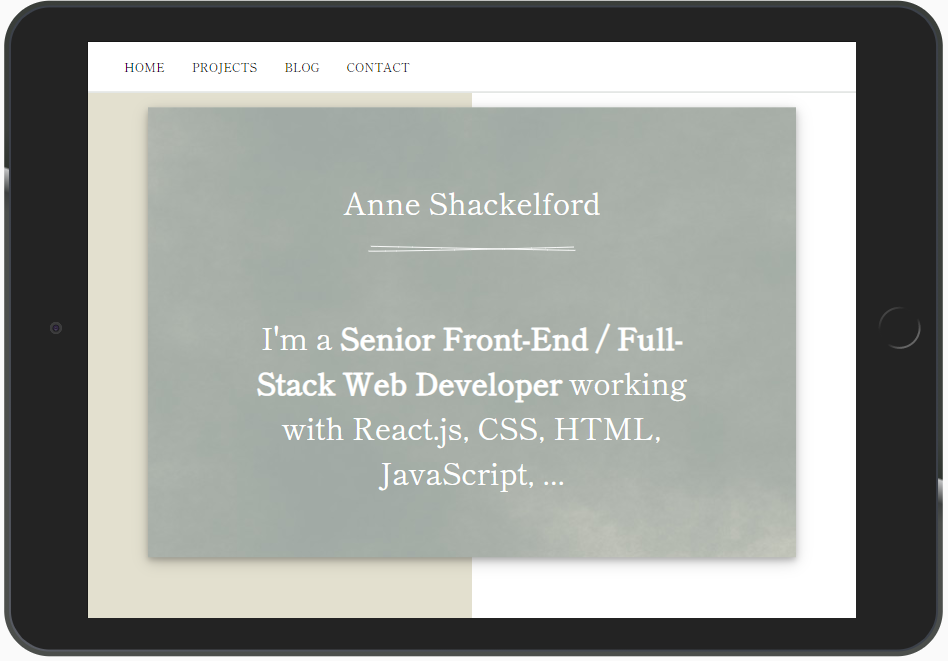 HOME PROJECTS BLOG CONTACT
Anne Shackelford
I'm a Senior Front-End / Full-
Stack Web Developer working
with React.js, CSS, HTML,
JavaScript, ...